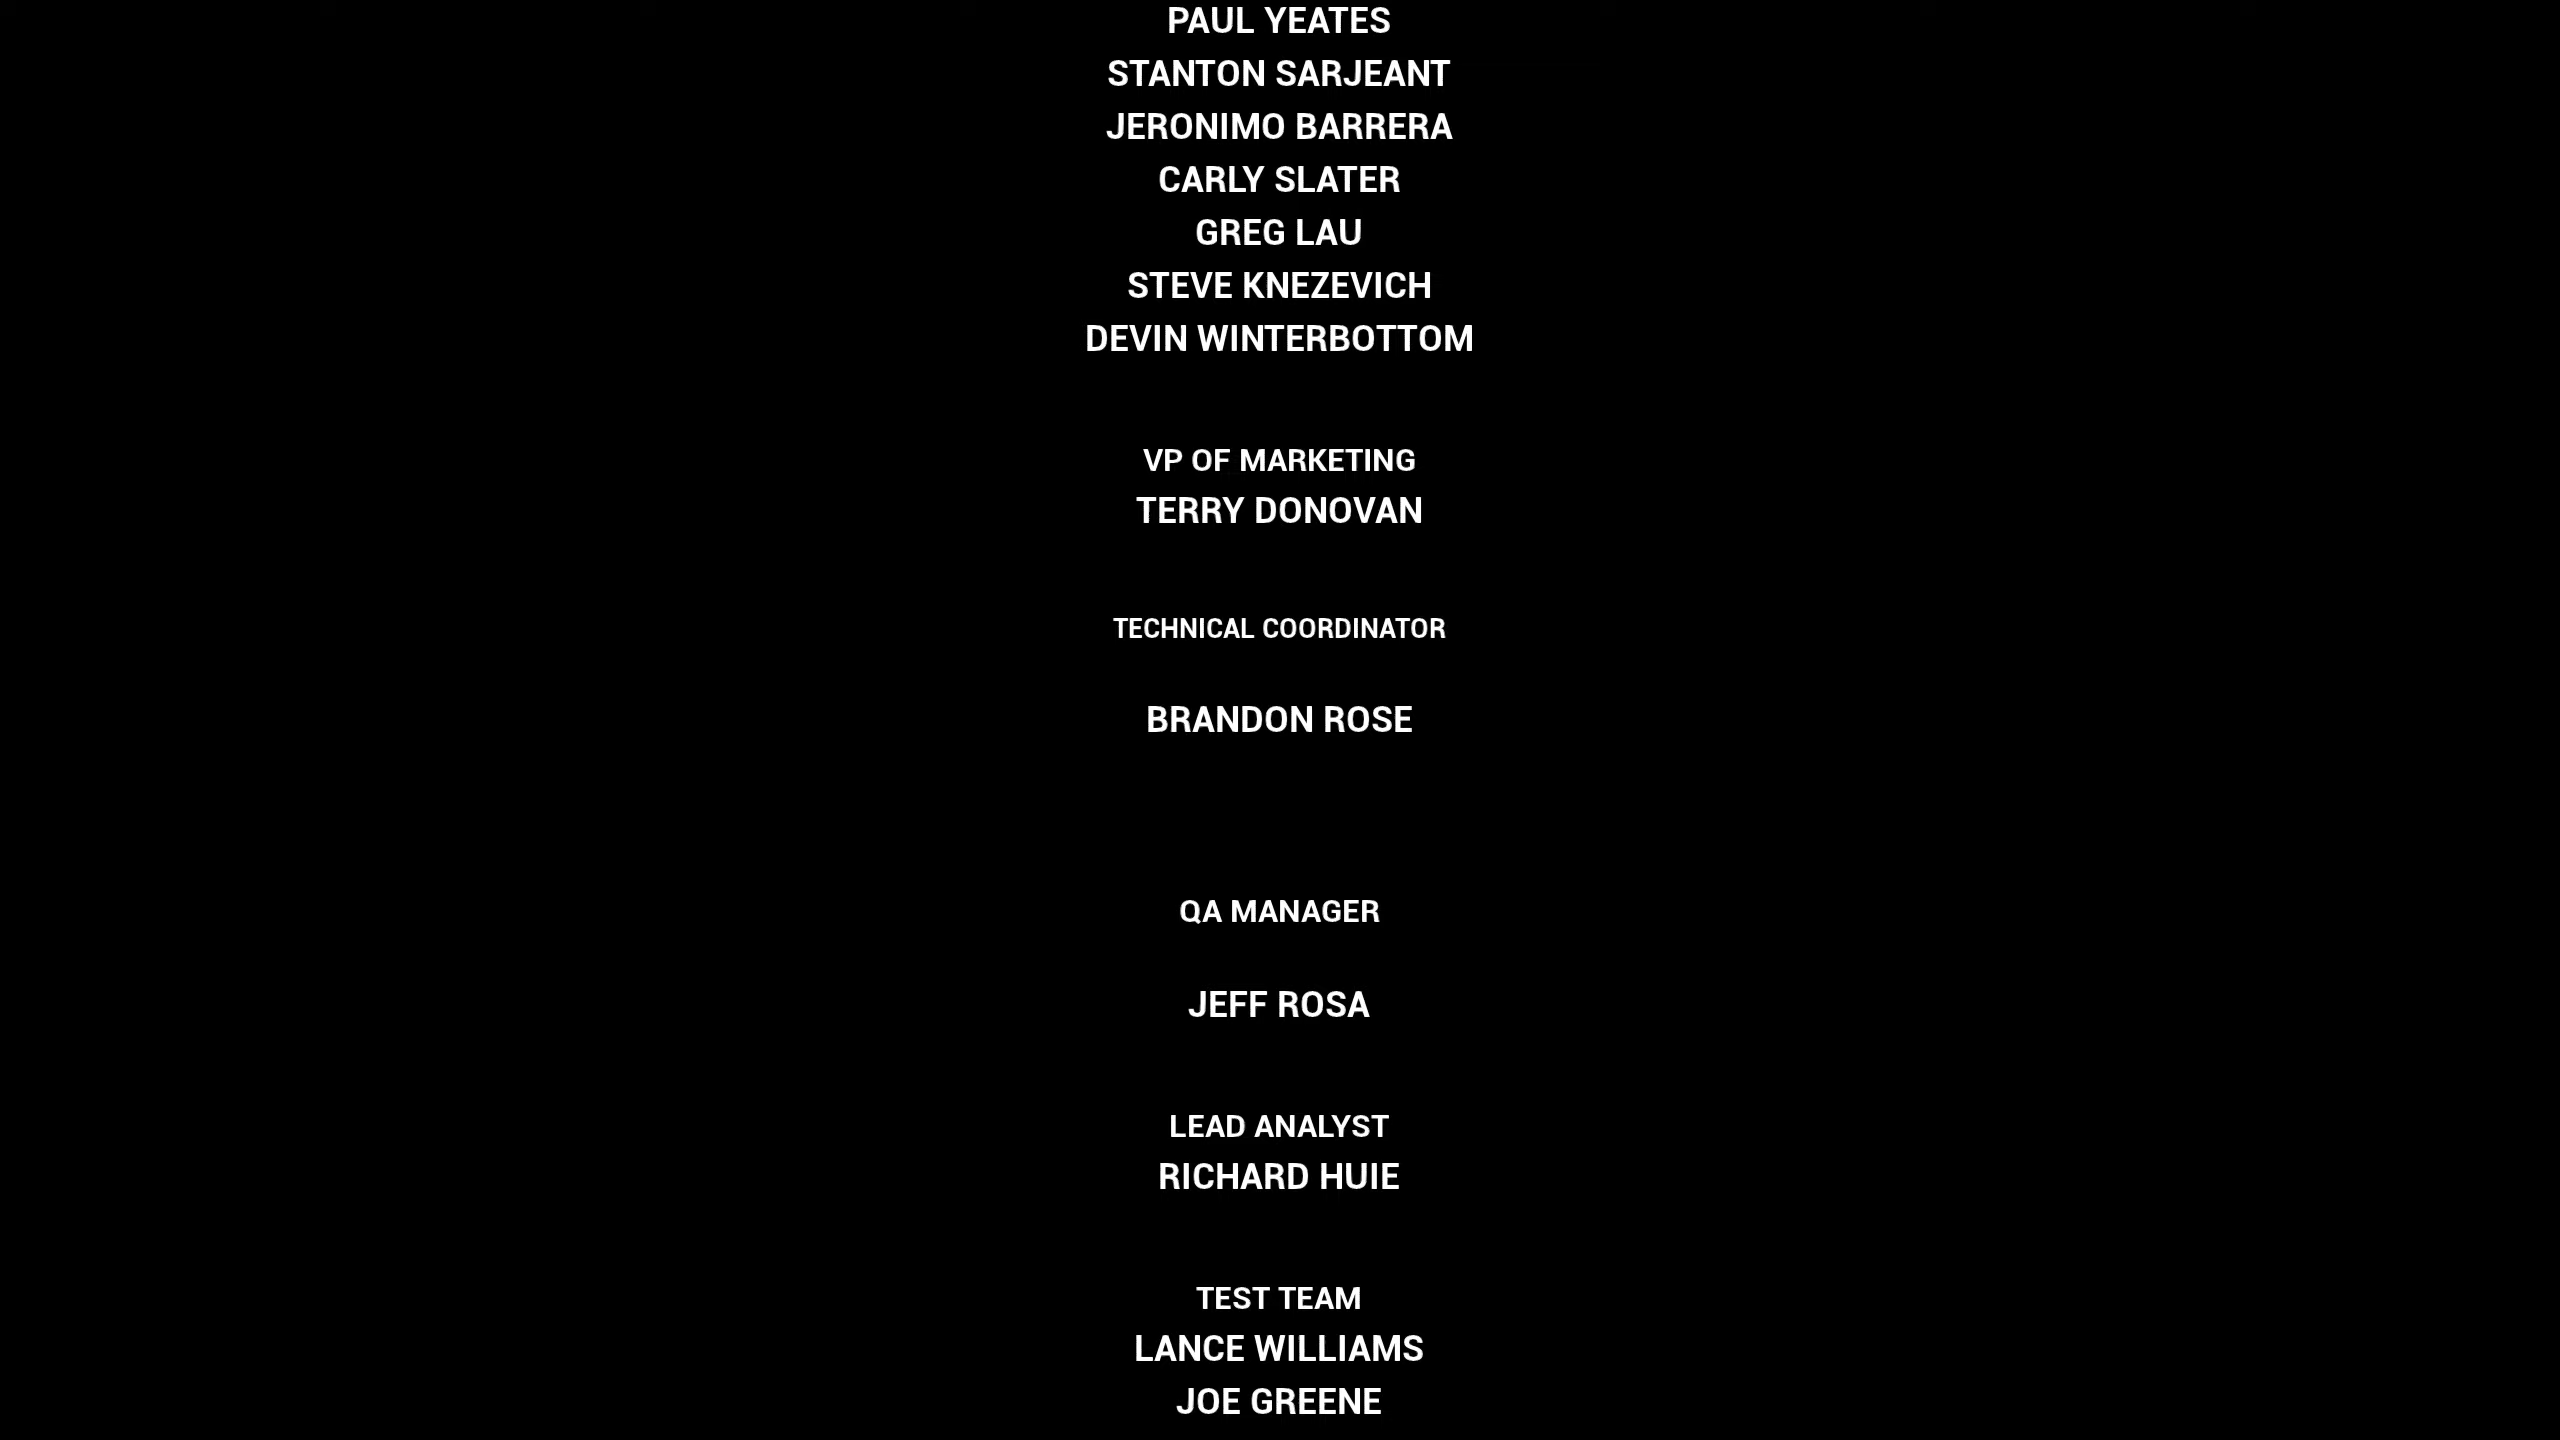 PAUL YEATES
STANTON SARJEANT
JERONIMO BARRERA
CARLY SLATER
GREG LAU
STEVE KNEZEVICH
DEVIN WINTERBOTTOM
VP OF MARKETING
TERRY DONOVAN
TECHNICAL COORDINATOR
BRANDON ROSE
QA MANAGER
JEFF ROSA
LEAD ANALYST
RICHARD HUIE
TEST TEAM
LANCE WILLIAMS
JOE GREENE